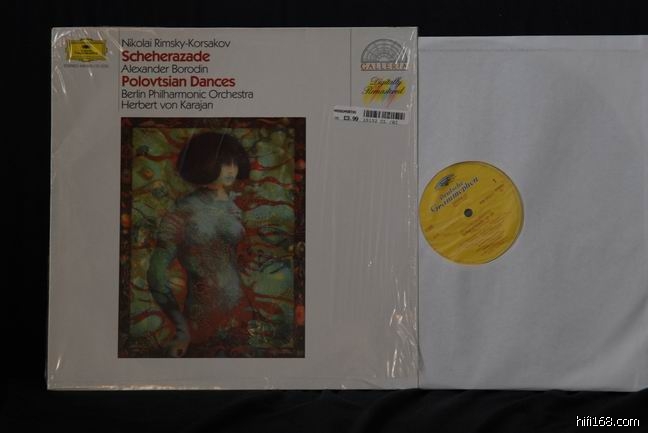 Nikolai Rimsky-Korsakov
Scheherazade
Alexander Borodin
Polovtsian Dances
Berlin Philharmonic Orchestra
Herbert von Karajan
GALLERIA
Digitally
Remastered
£3.99
Deutsche
Grammophon
1
hifi168.com